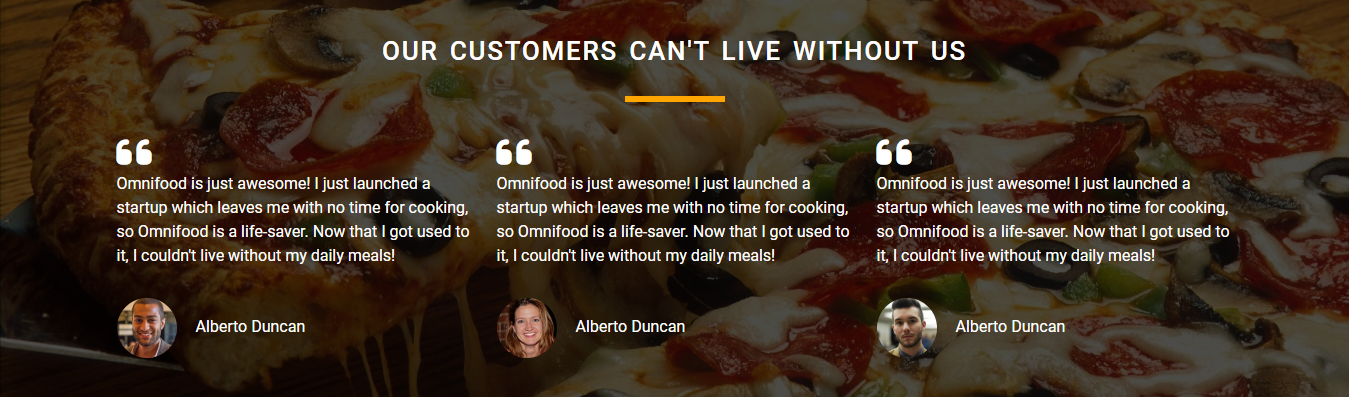 OUR CUSTOMERS CAN'T LIVE WITHOUT US
Omnifood is just awesome! I just launched a
startup which leaves me with no time for cooking,
so Omnifood is a life-saver. Now that I got used to
it, I couldn't live without my daily meals!
Alberto Duncan
Omnifood is just awesome! I just launched a
startup which leaves me with no time for cooking,
so Omnifood is a life-saver. Now that I got used to
it, I couldn't live without my daily meals!
Alberto Duncan
Omnifood is just awesome! I just launched a
startup which leaves me with no time for cooking,
so Omnifood is a life-saver. Now that I got used to
it, I couldn't live without my daily meals!
Alberto Duncan